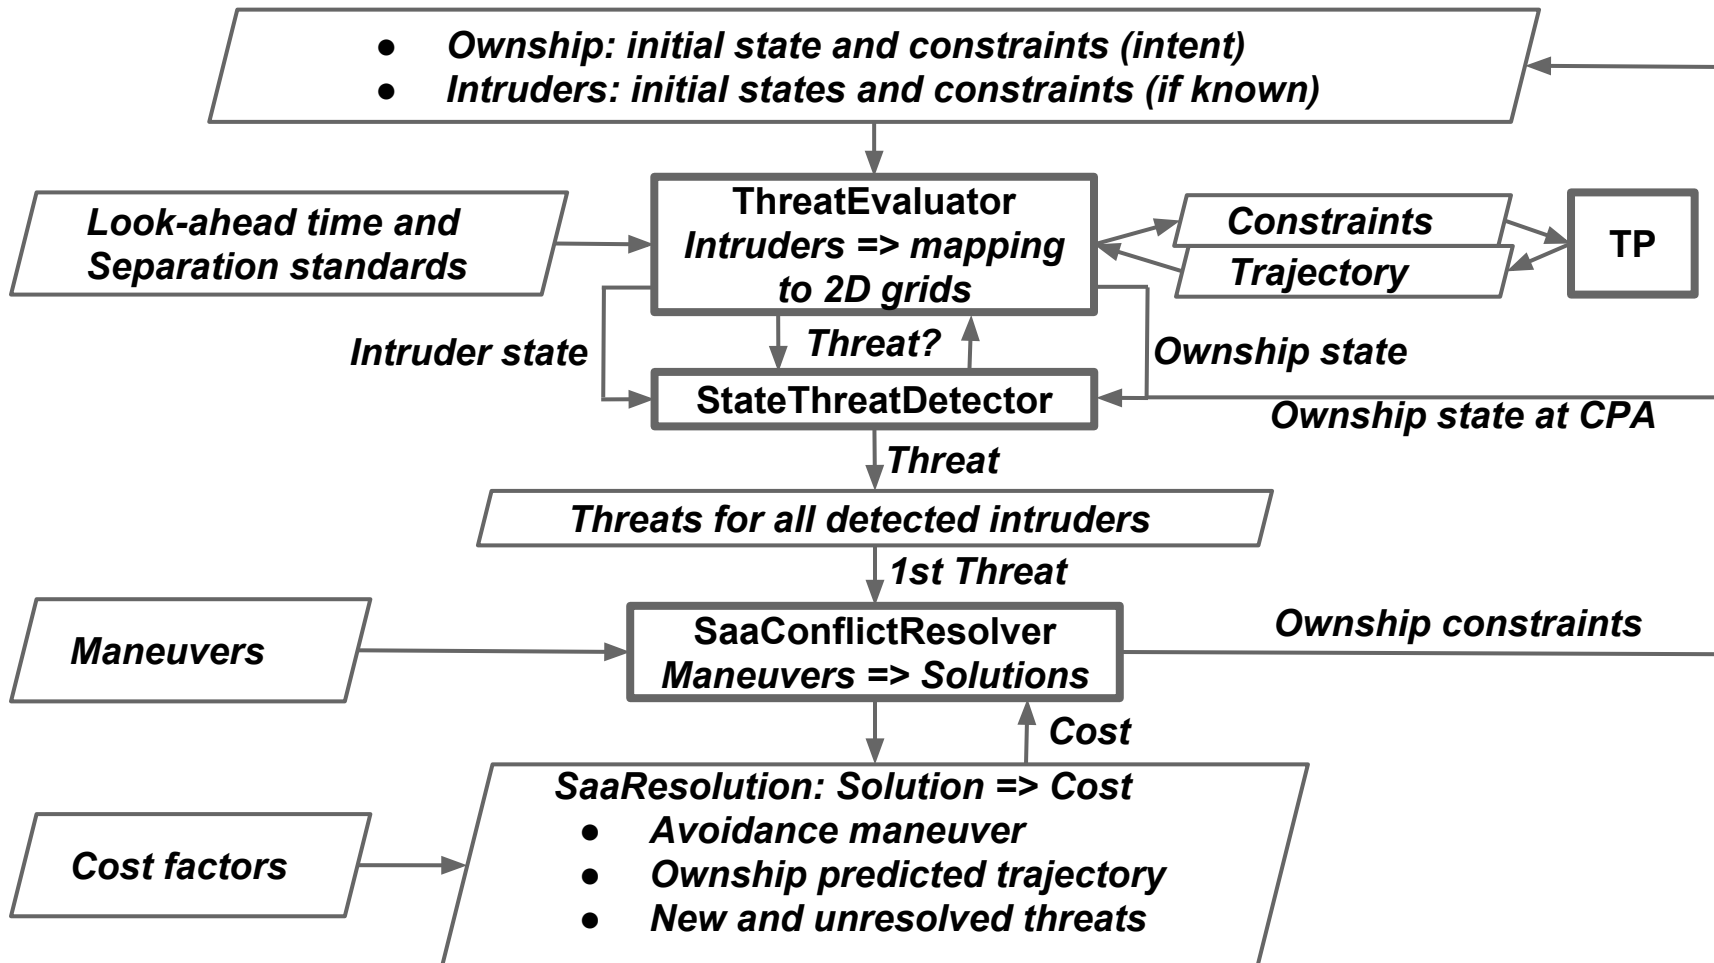 ● Ownship: initial state and constraints (intent)
● Intruders: initial states and constraints (if known)
Look-ahead time and
Separation standards
ThreatEvaluator
Intruders => mapping
to 2D grids
Constraints
Trajectory
TP
Intruder state
Threat?
Ownship state
StateThreatDetector
Ownship state at CPA
Threat
Threats for all detected intruders
1st Threat
Maneuvers
SaaConflictResolver
Maneuvers => Solutions
Ownship constraints
Cost
Cost factors
SaaResolution: Solution => Cost
● Avoidance maneuver
● Ownship predicted trajectory
● New and unresolved threats